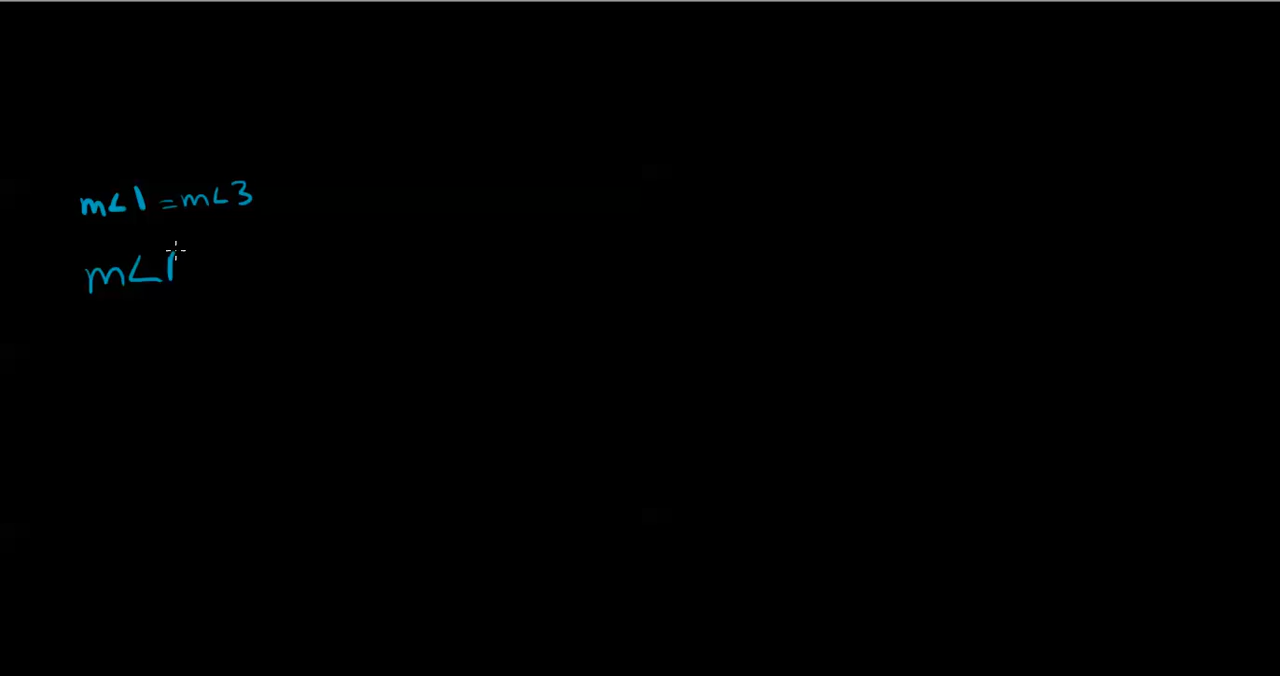 m∠1 = m∠3
m∠1